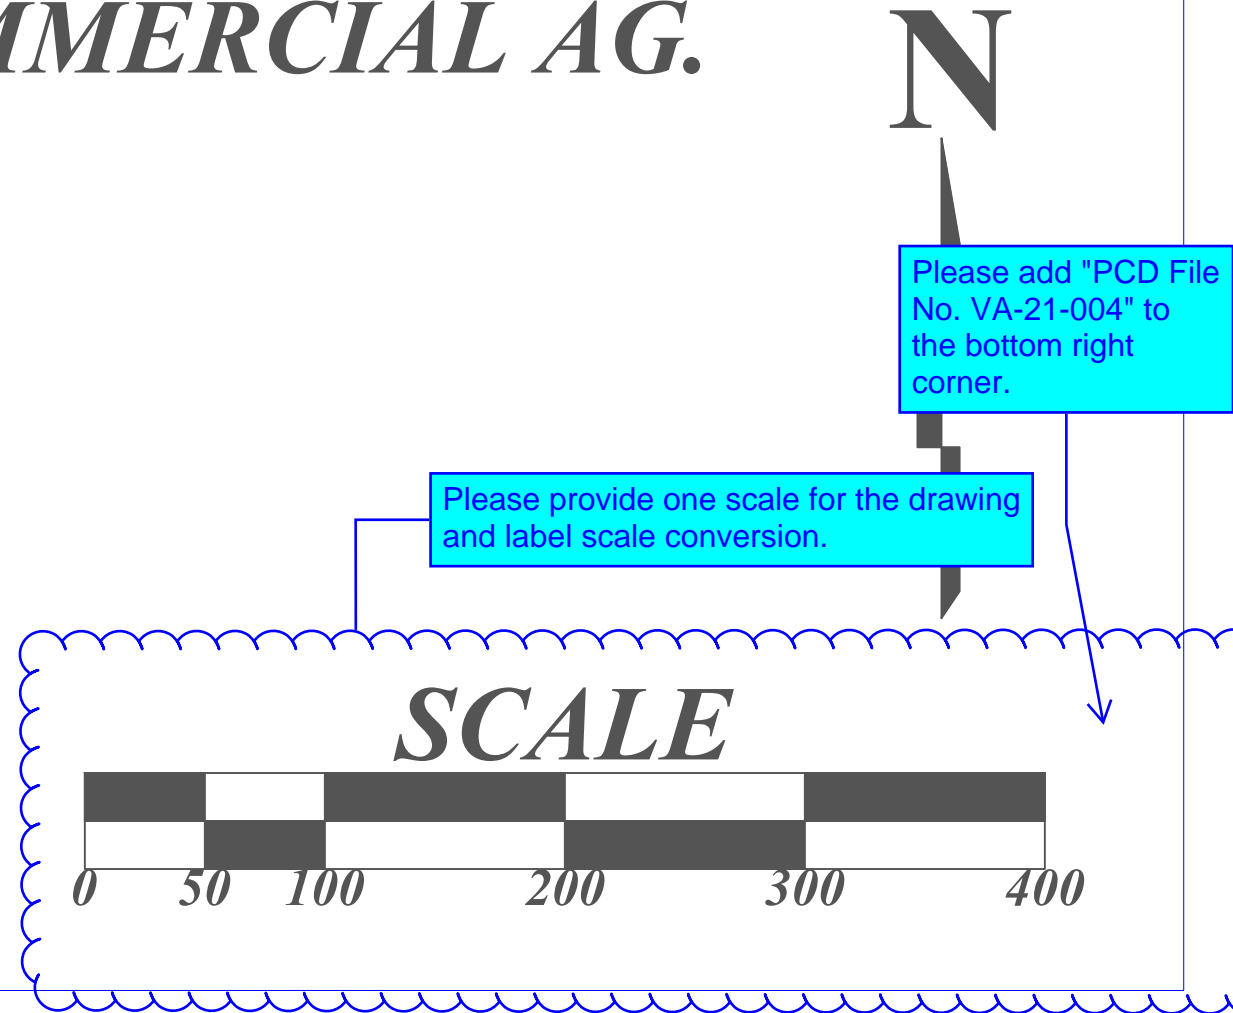 MMERCIAL AG.
N
Please add "PCD File
No. VA-21-004" to
the bottom right
corner.
Please provide one scale for the drawing
and label scale conversion.
SCALE
0 50 100 200 300 400